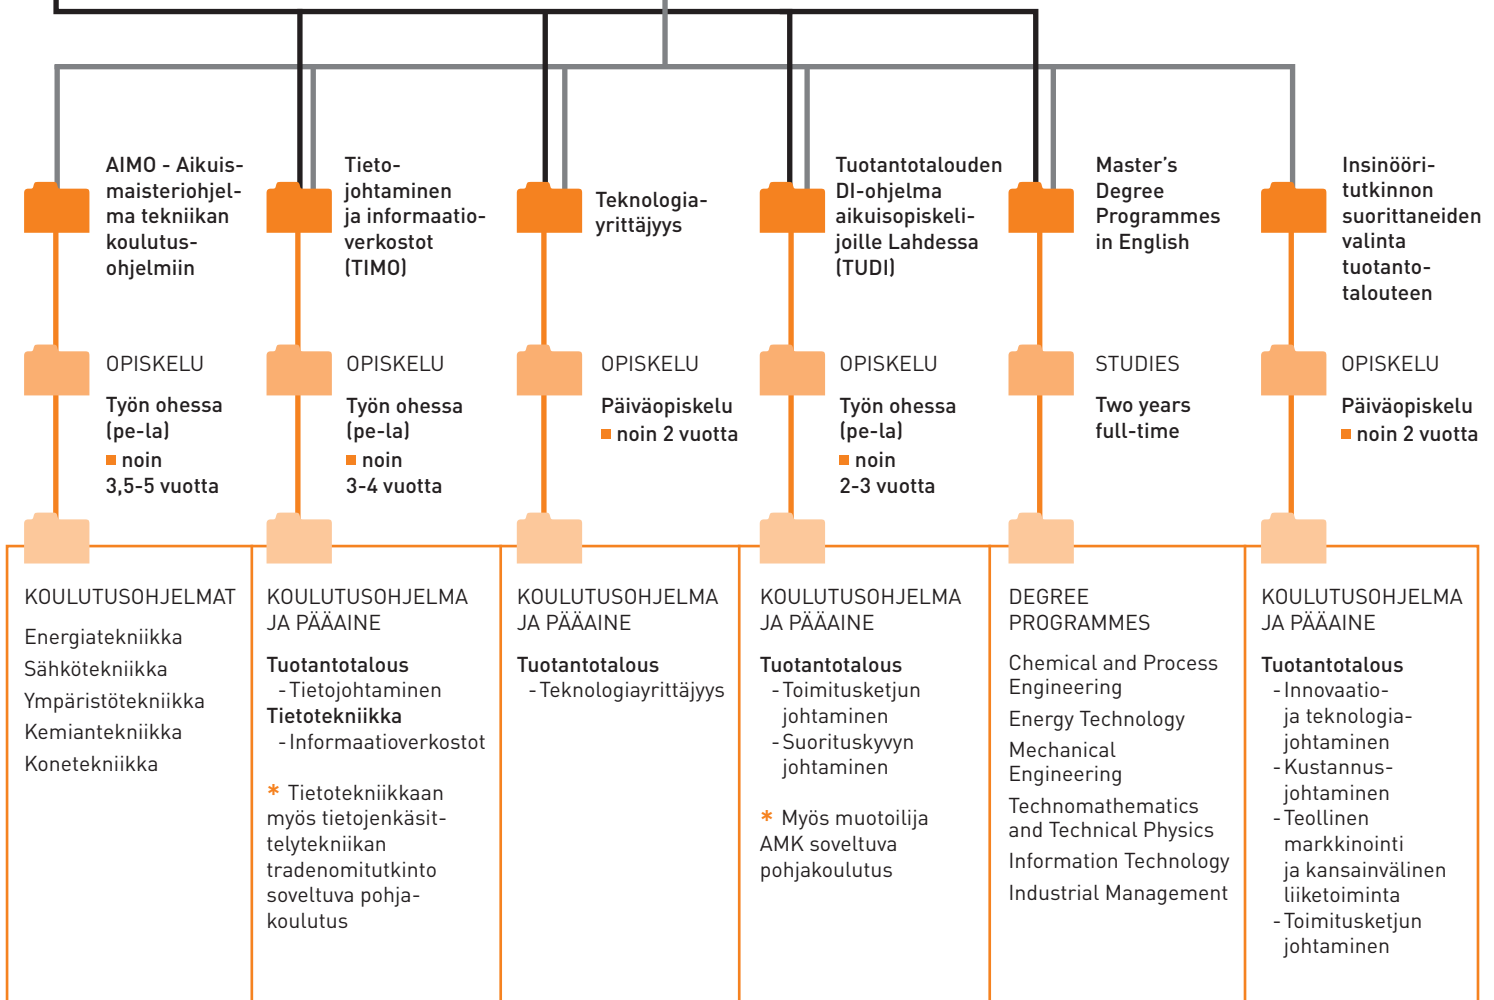 AIMO - Aikuis-
maisteriohjel-
ma tekniikan
koulutus-
ohjelmiin
Tieto-
johtaminen
ja informaatio-
verkostot
(TIMO)
Teknologia-
yrittäjyys
Tuotantotalouden
DI-ohjelma
aikuisopiskeli-
joille Lahdessa
(TUDI)
Master's
Degree
Programmes
in English
Insinööri-
tutkinnon
suorittaneiden
valinta
tuotanto-
talouteen
OPISKELU
Työn ohessa
(pe-la)
noin
3,5-5 vuotta
OPISKELU
Työn ohessa
(pe-la)
noin
3-4 vuotta
OPISKELU
Päiväopiskelu
noin 2 vuotta
OPISKELU
Työn ohessa
(pe-la)
noin
2-3 vuotta
STUDIES
Two years
full-time
OPISKELU
Päiväopiskelu
noin 2 vuotta
KOULUTUSOHJELMAT
Energiatekniikka
Sähkötekniikka
Ympäristötekniikka
Kemiantekniikka
Konetekniikka
KOULUTUSOHJELMA
JA PÄÄAINE
Tuotantotalous
- Tietojohtaminen
Tietotekniikka
- Informaatioverkostot
* Tietotekniikkaan
myös tietojenkäsit-
telytekniikan
tradenomitutkinto
soveltuva pohja-
koulutus
KOULUTUSOHJELMA
JA PÄÄAINE
Tuotantotalous
- Teknologiayrittäjyys
KOULUTUSOHJELMA
JA PÄÄAINE
Tuotantotalous
- Toimitusketjun
johtaminen
- Suorituskyvyn
johtaminen
* Myös muotoilija
AMK soveltuva
pohjakoulutus
DEGREE
PROGRAMMES
Chemical and Process
Engineering
Energy Technology
Mechanical
Engineering
Technomathematics
and Technical Physics
Information Technology
Industrial Management
KOULUTUSOHJELMA
JA PÄÄAINE
Tuotantotalous
- Innovaatio-
ja teknologia-
johtaminen
- Kustannus-
johtaminen
- Teollinen
markkinointi
ja kansainvälinen
liiketoiminta
- Toimitusketjun
johtaminen